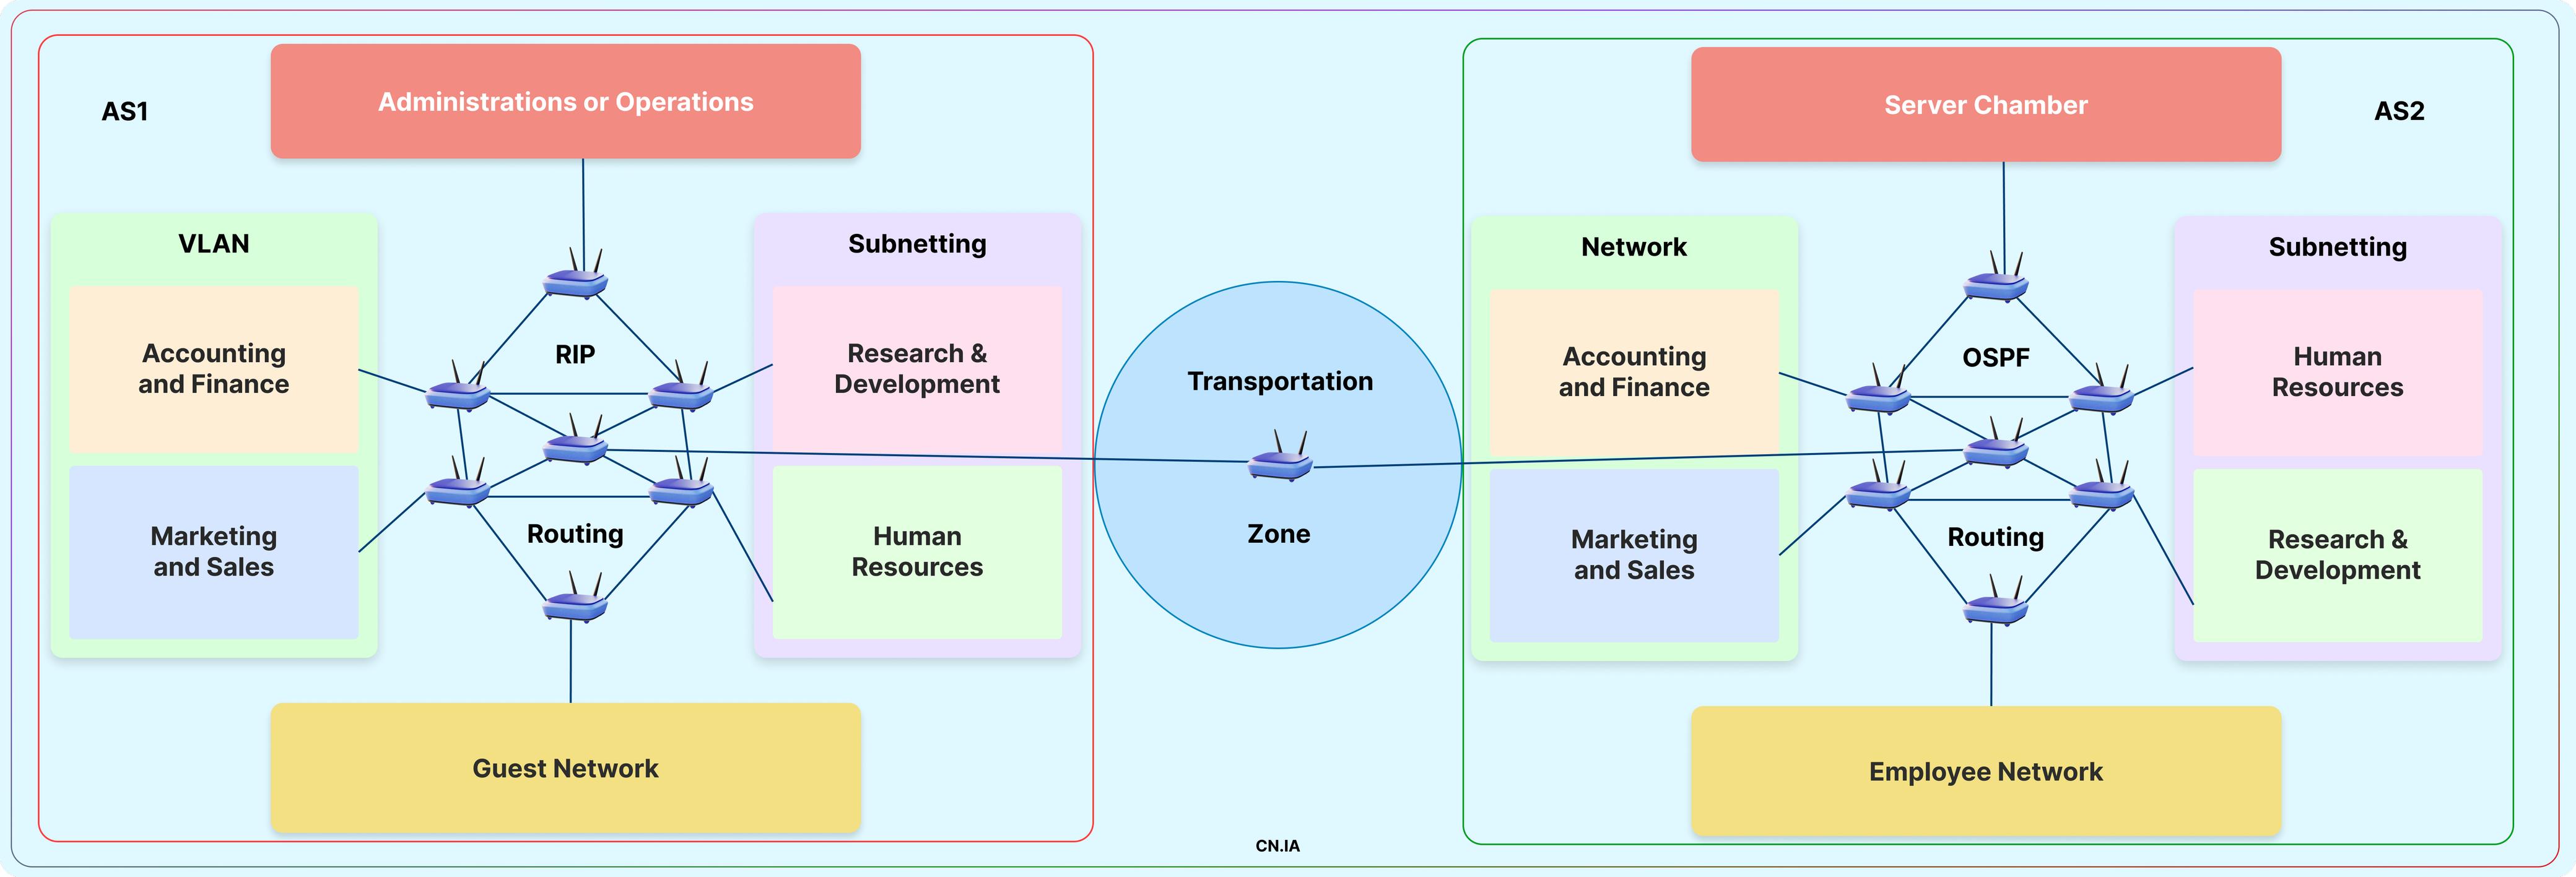 AS1
Administrations or Operations
VLAN
Accounting
and Finance
Marketing
and Sales
RIP
Routing
Subnetting
Research &
Development
Human
Resources
Guest Network
Transportation
Zone
CN.IA
Server Chamber
AS2
Network
Accounting
and Finance
Marketing
and Sales
OSPF
Routing
Subnetting
Human
Resources
Research &
Development
Employee Network